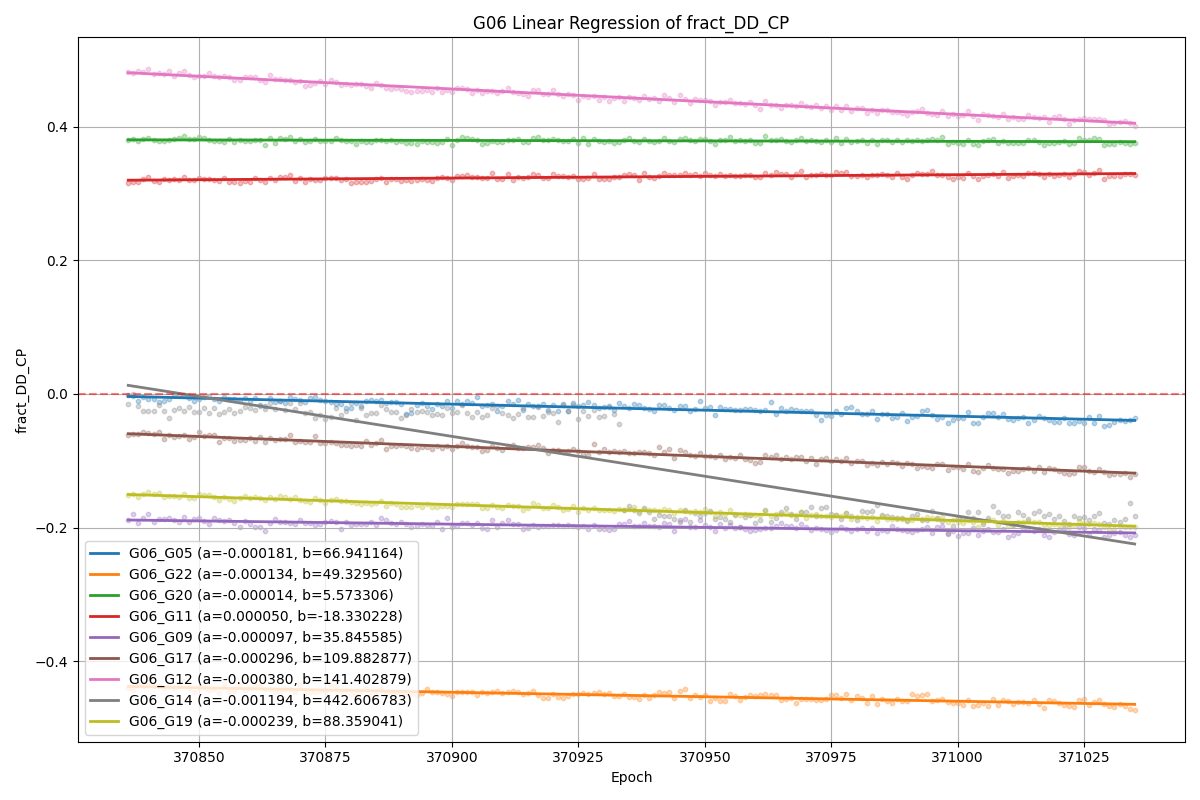 G06 Linear Regression of fract_DD_CP
fract_DD_CP
0.4
0.2
0.0
−0.2
−0.4
G06_G05 (a=-0.000181, b=66.941164)
G06_G22 (a=-0.000134, b=49.329560)
G06_G20 (a=-0.000014, b=5.573306)
G06_G11 (a=0.000050, b=-18.330228)
G06_G09 (a=-0.000097, b=35.845585)
G06_G17 (a=-0.000296, b=109.882877)
G06_G12 (a=-0.000380, b=141.402879)
G06_G14 (a=-0.001194, b=442.606783)
G06_G19 (a=-0.000239, b=88.359041)
370850 370875 370900 370925 370950 370975 371000 371025
Epoch